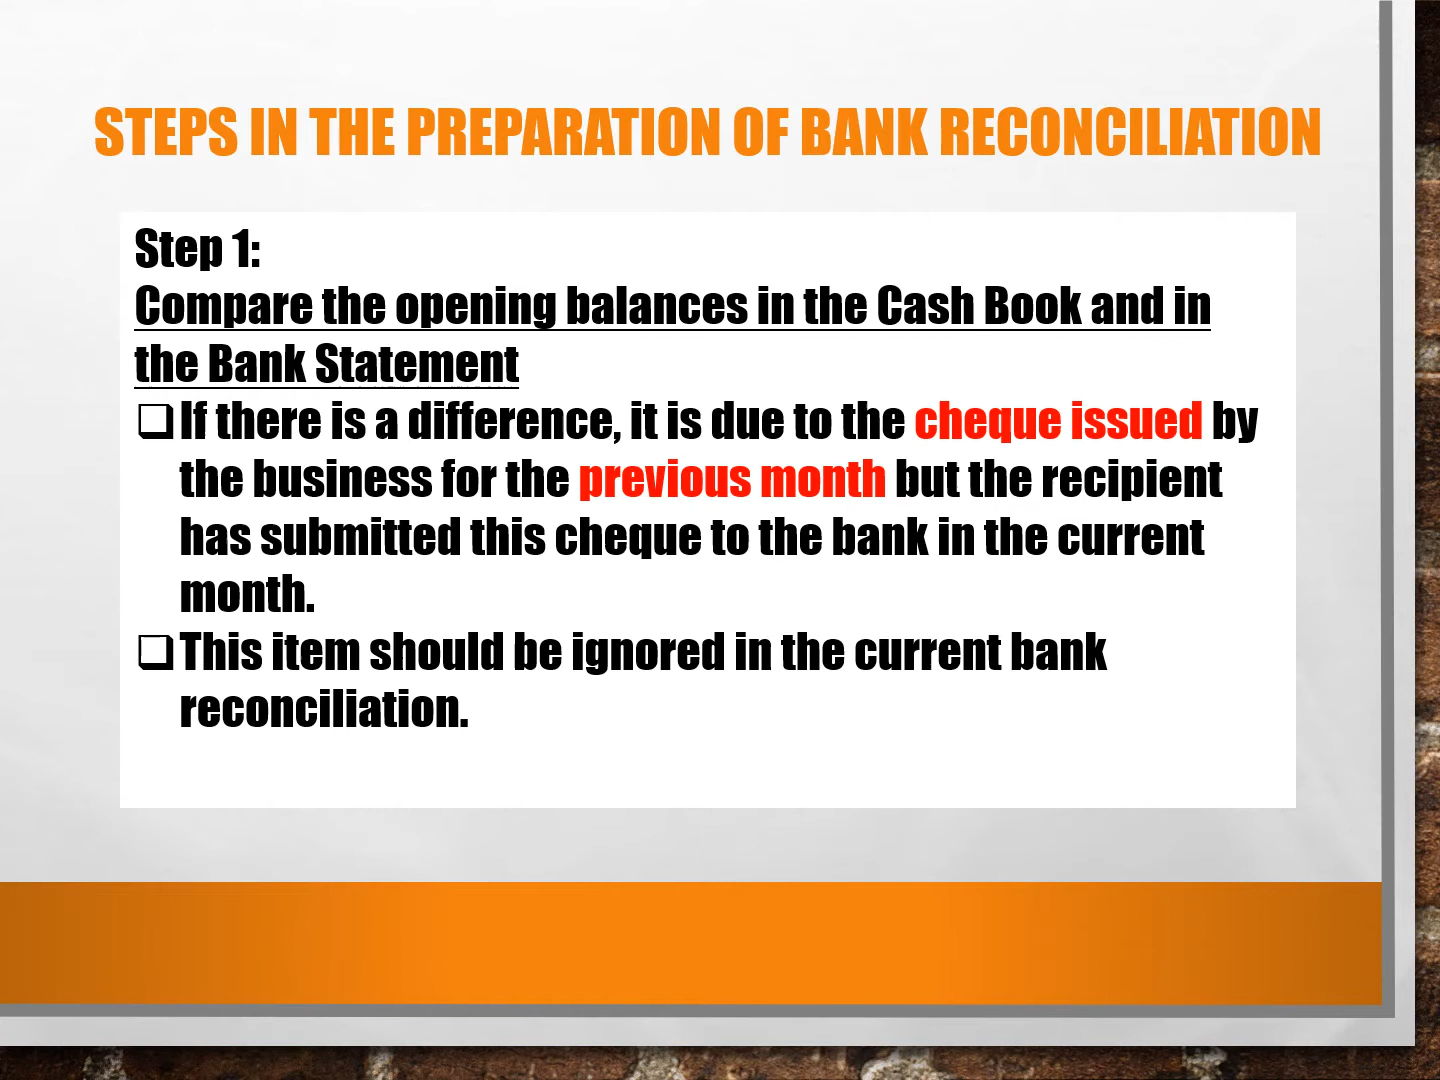 STEPS IN THE PREPARATION OF BANK RECONCILIATION
Step 1:
Compare the opening balances in the Cash Book and in
the Bank Statement
❑If there is a difference, it is due to the cheque issued by
the business for the previous month but the recipient
has submitted this cheque to the bank in the current
month.
❑This item should be ignored in the current bank
reconciliation.